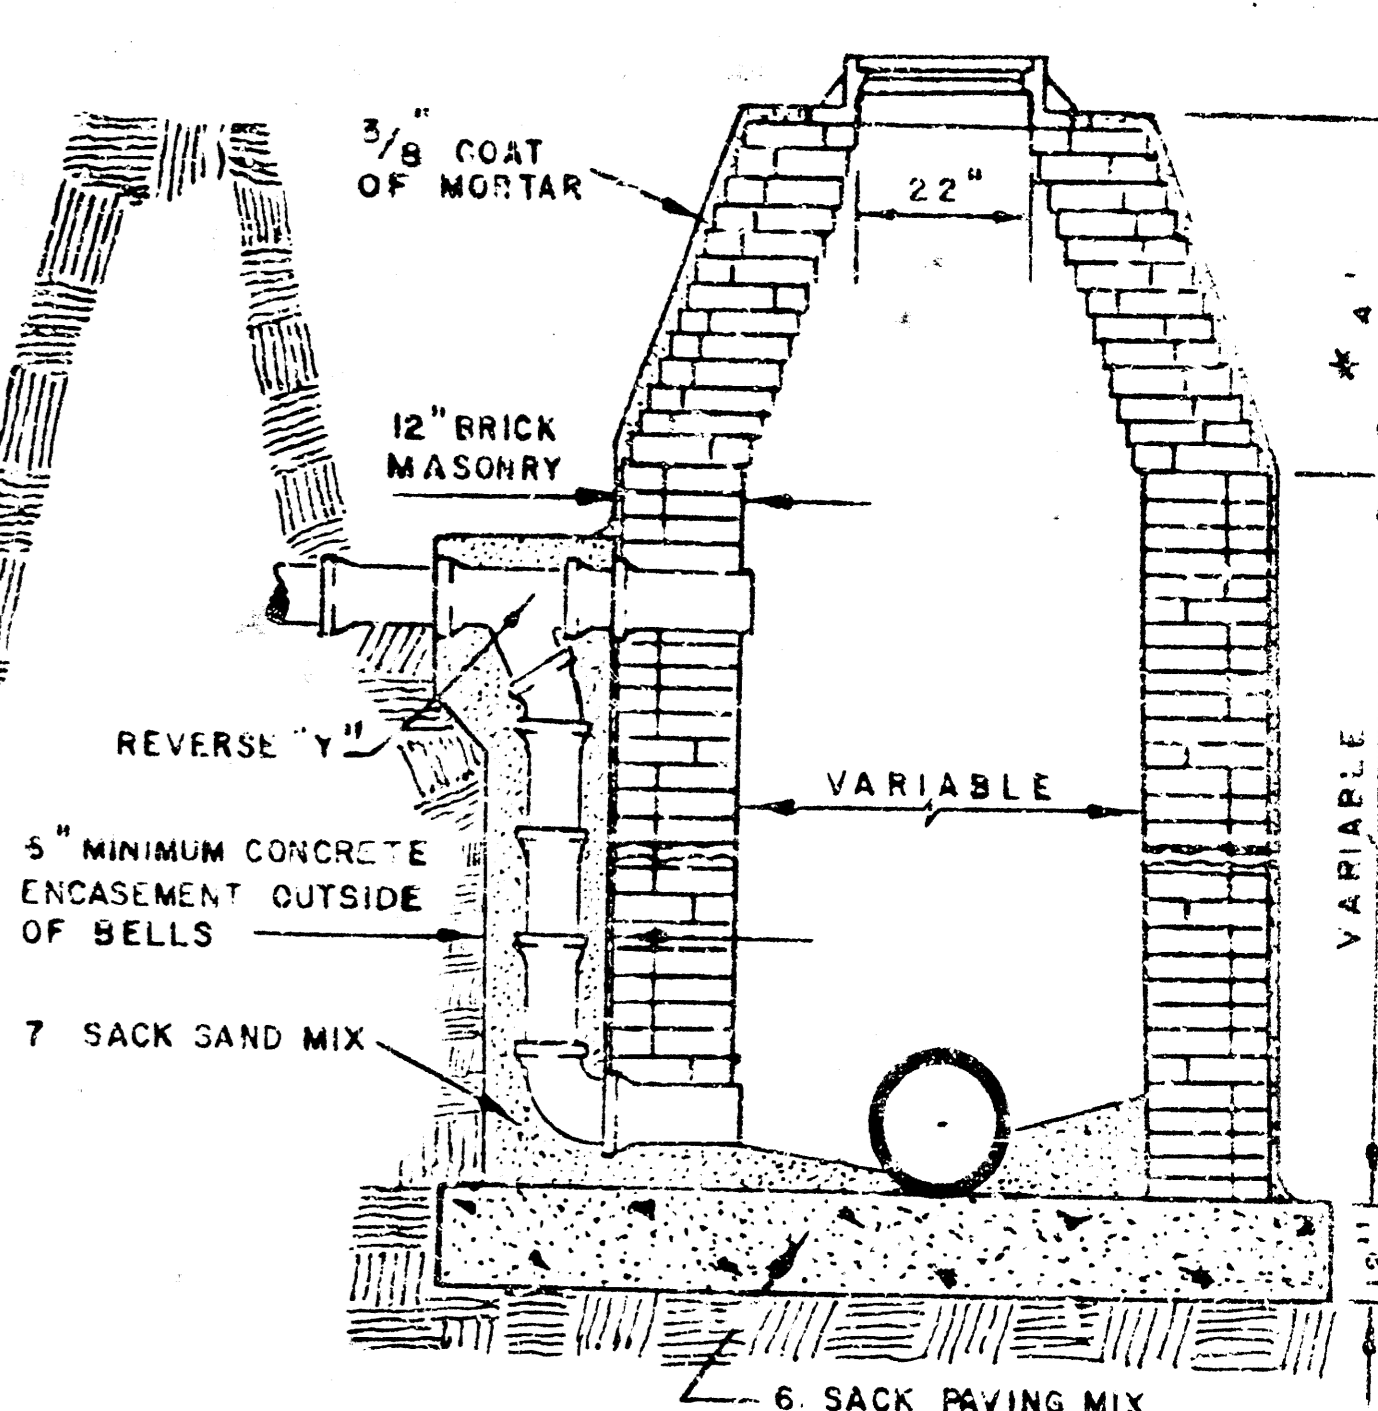 3/8" COAT
OF MORTAR
22"
* 4'
12" BRICK
MASONRY
REVERSE "Y"
VARIABLE
VARIABLE
MINIMUM CONCRETE
ENCASEMENT OUTSIDE
OF BELLS
7 SACK SAND MIX
6. SACK PAVING MIX